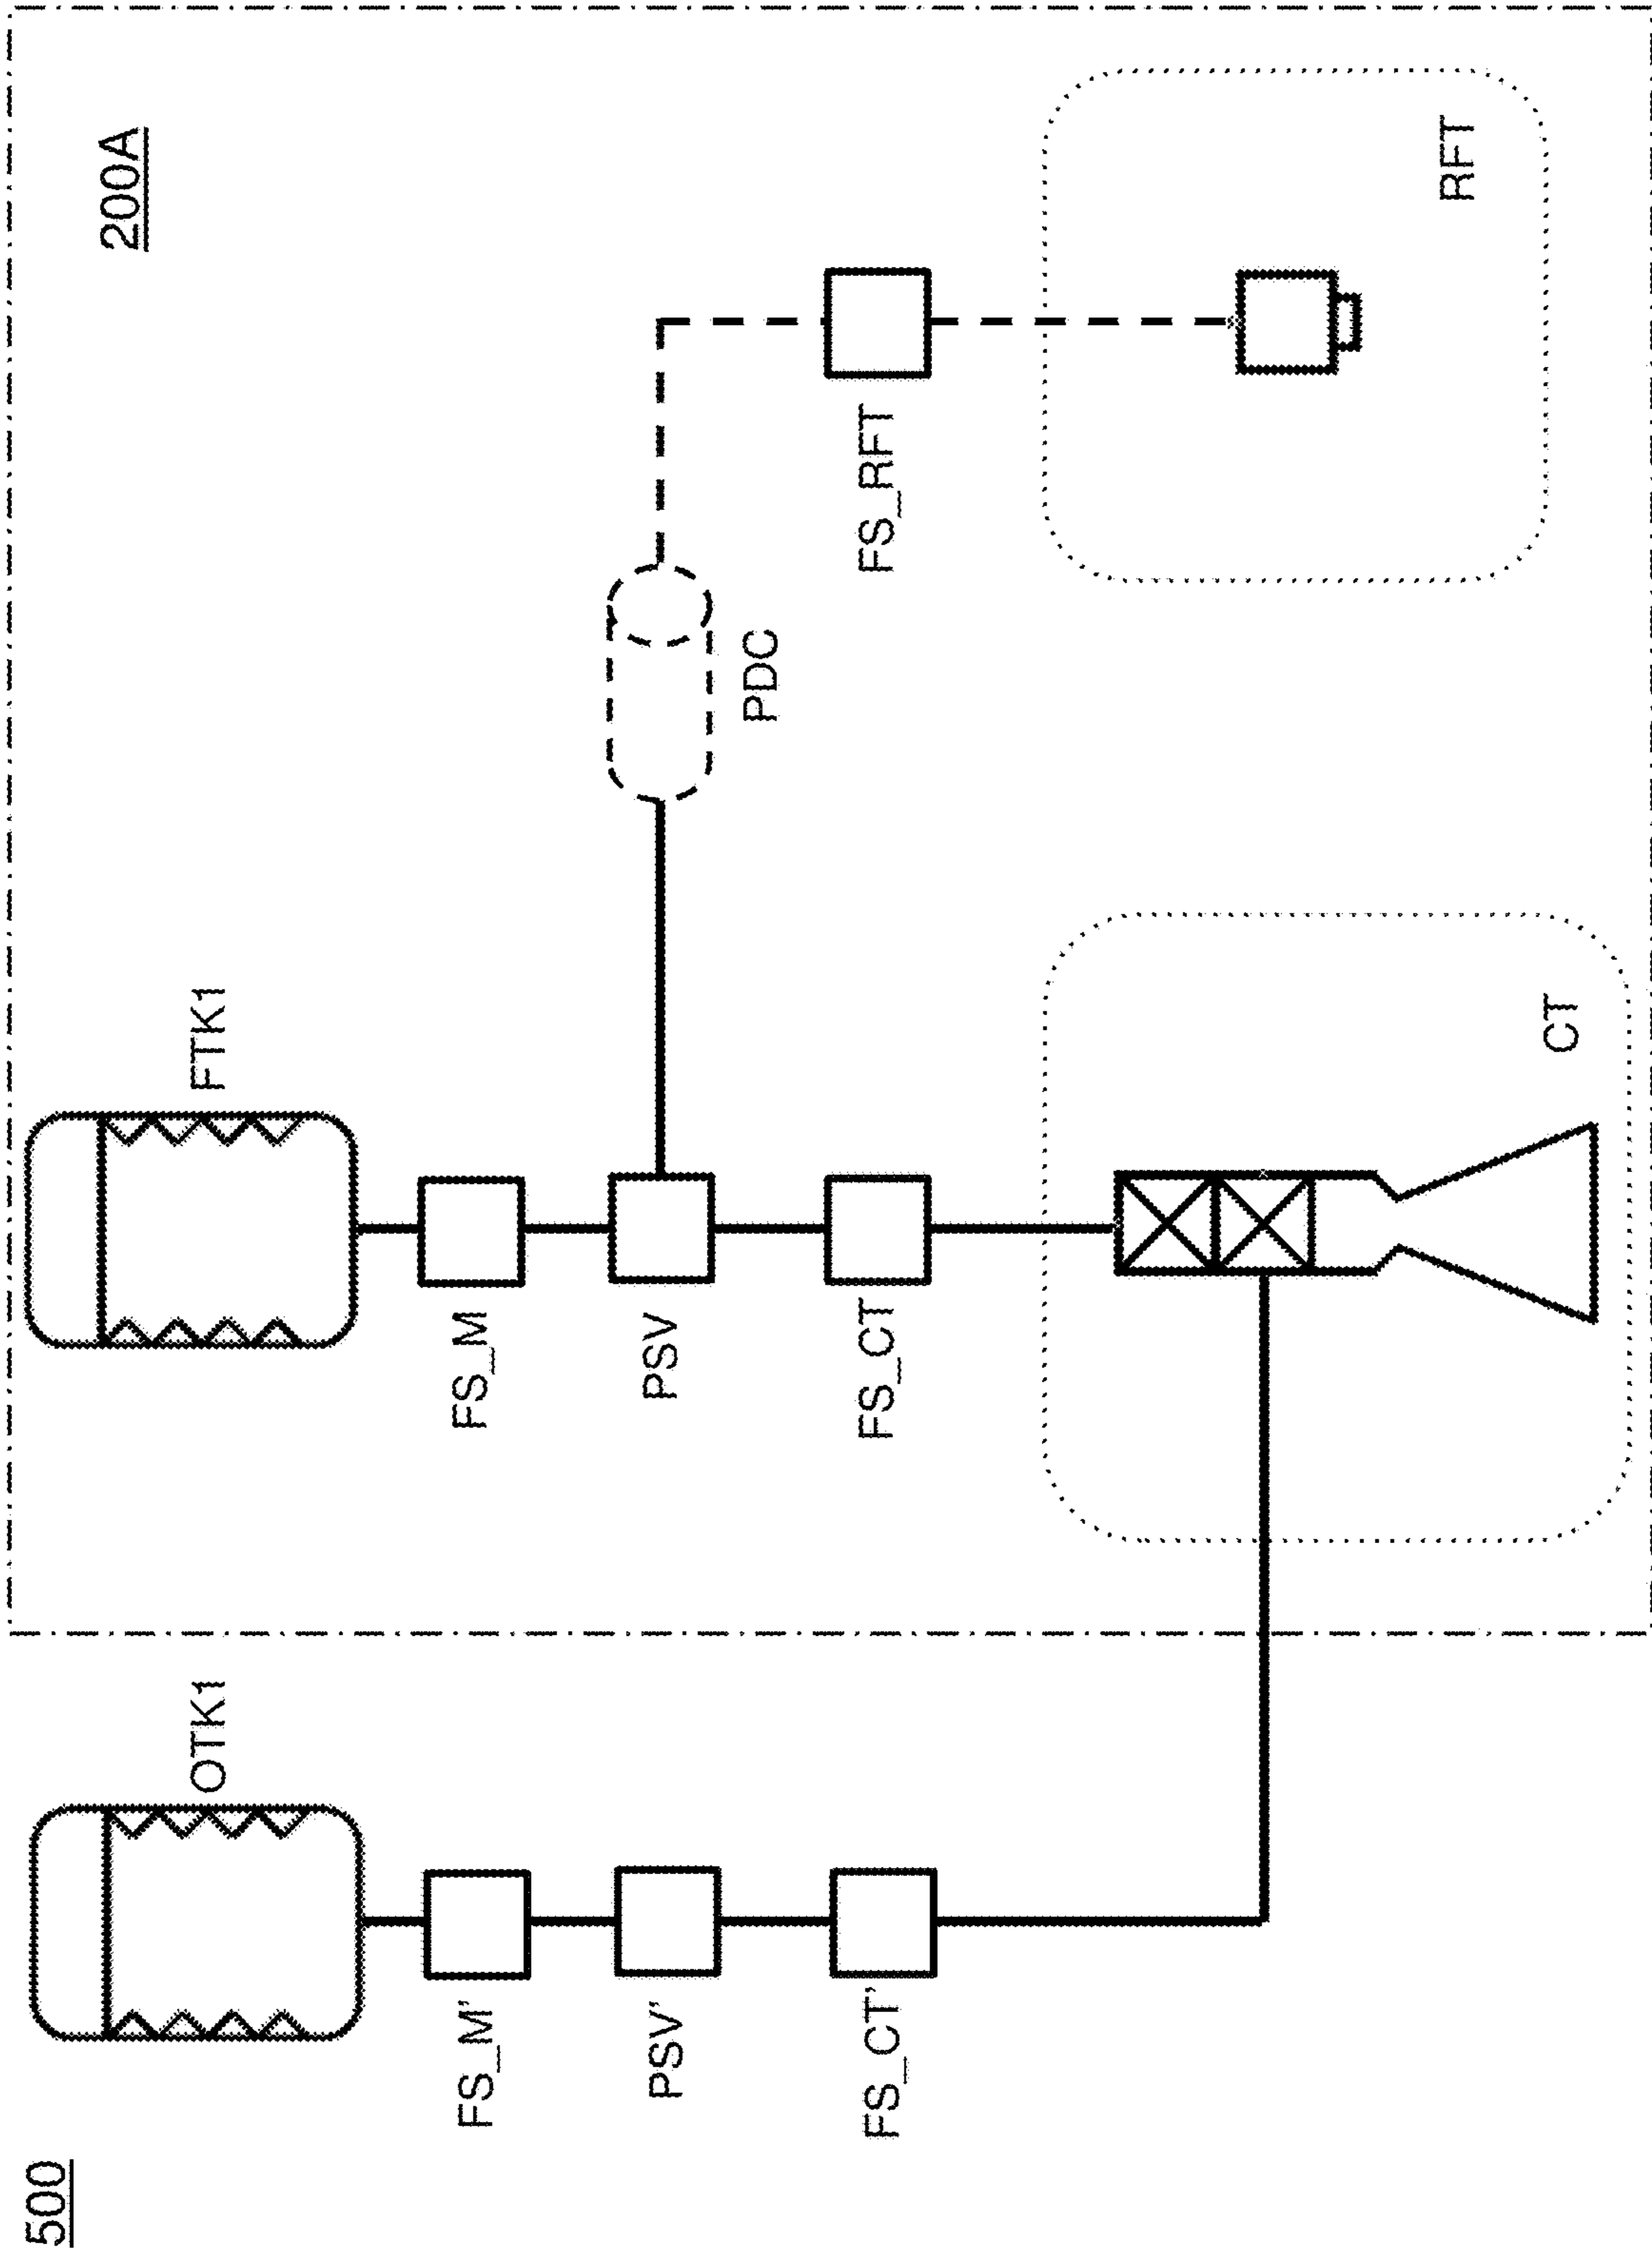 500
200A
OTK1
FTK1
FS_M'
FS_M
PSV'
PSV
PDC
FS_CT'
FS_CT
FS_RFT
CT
RFT